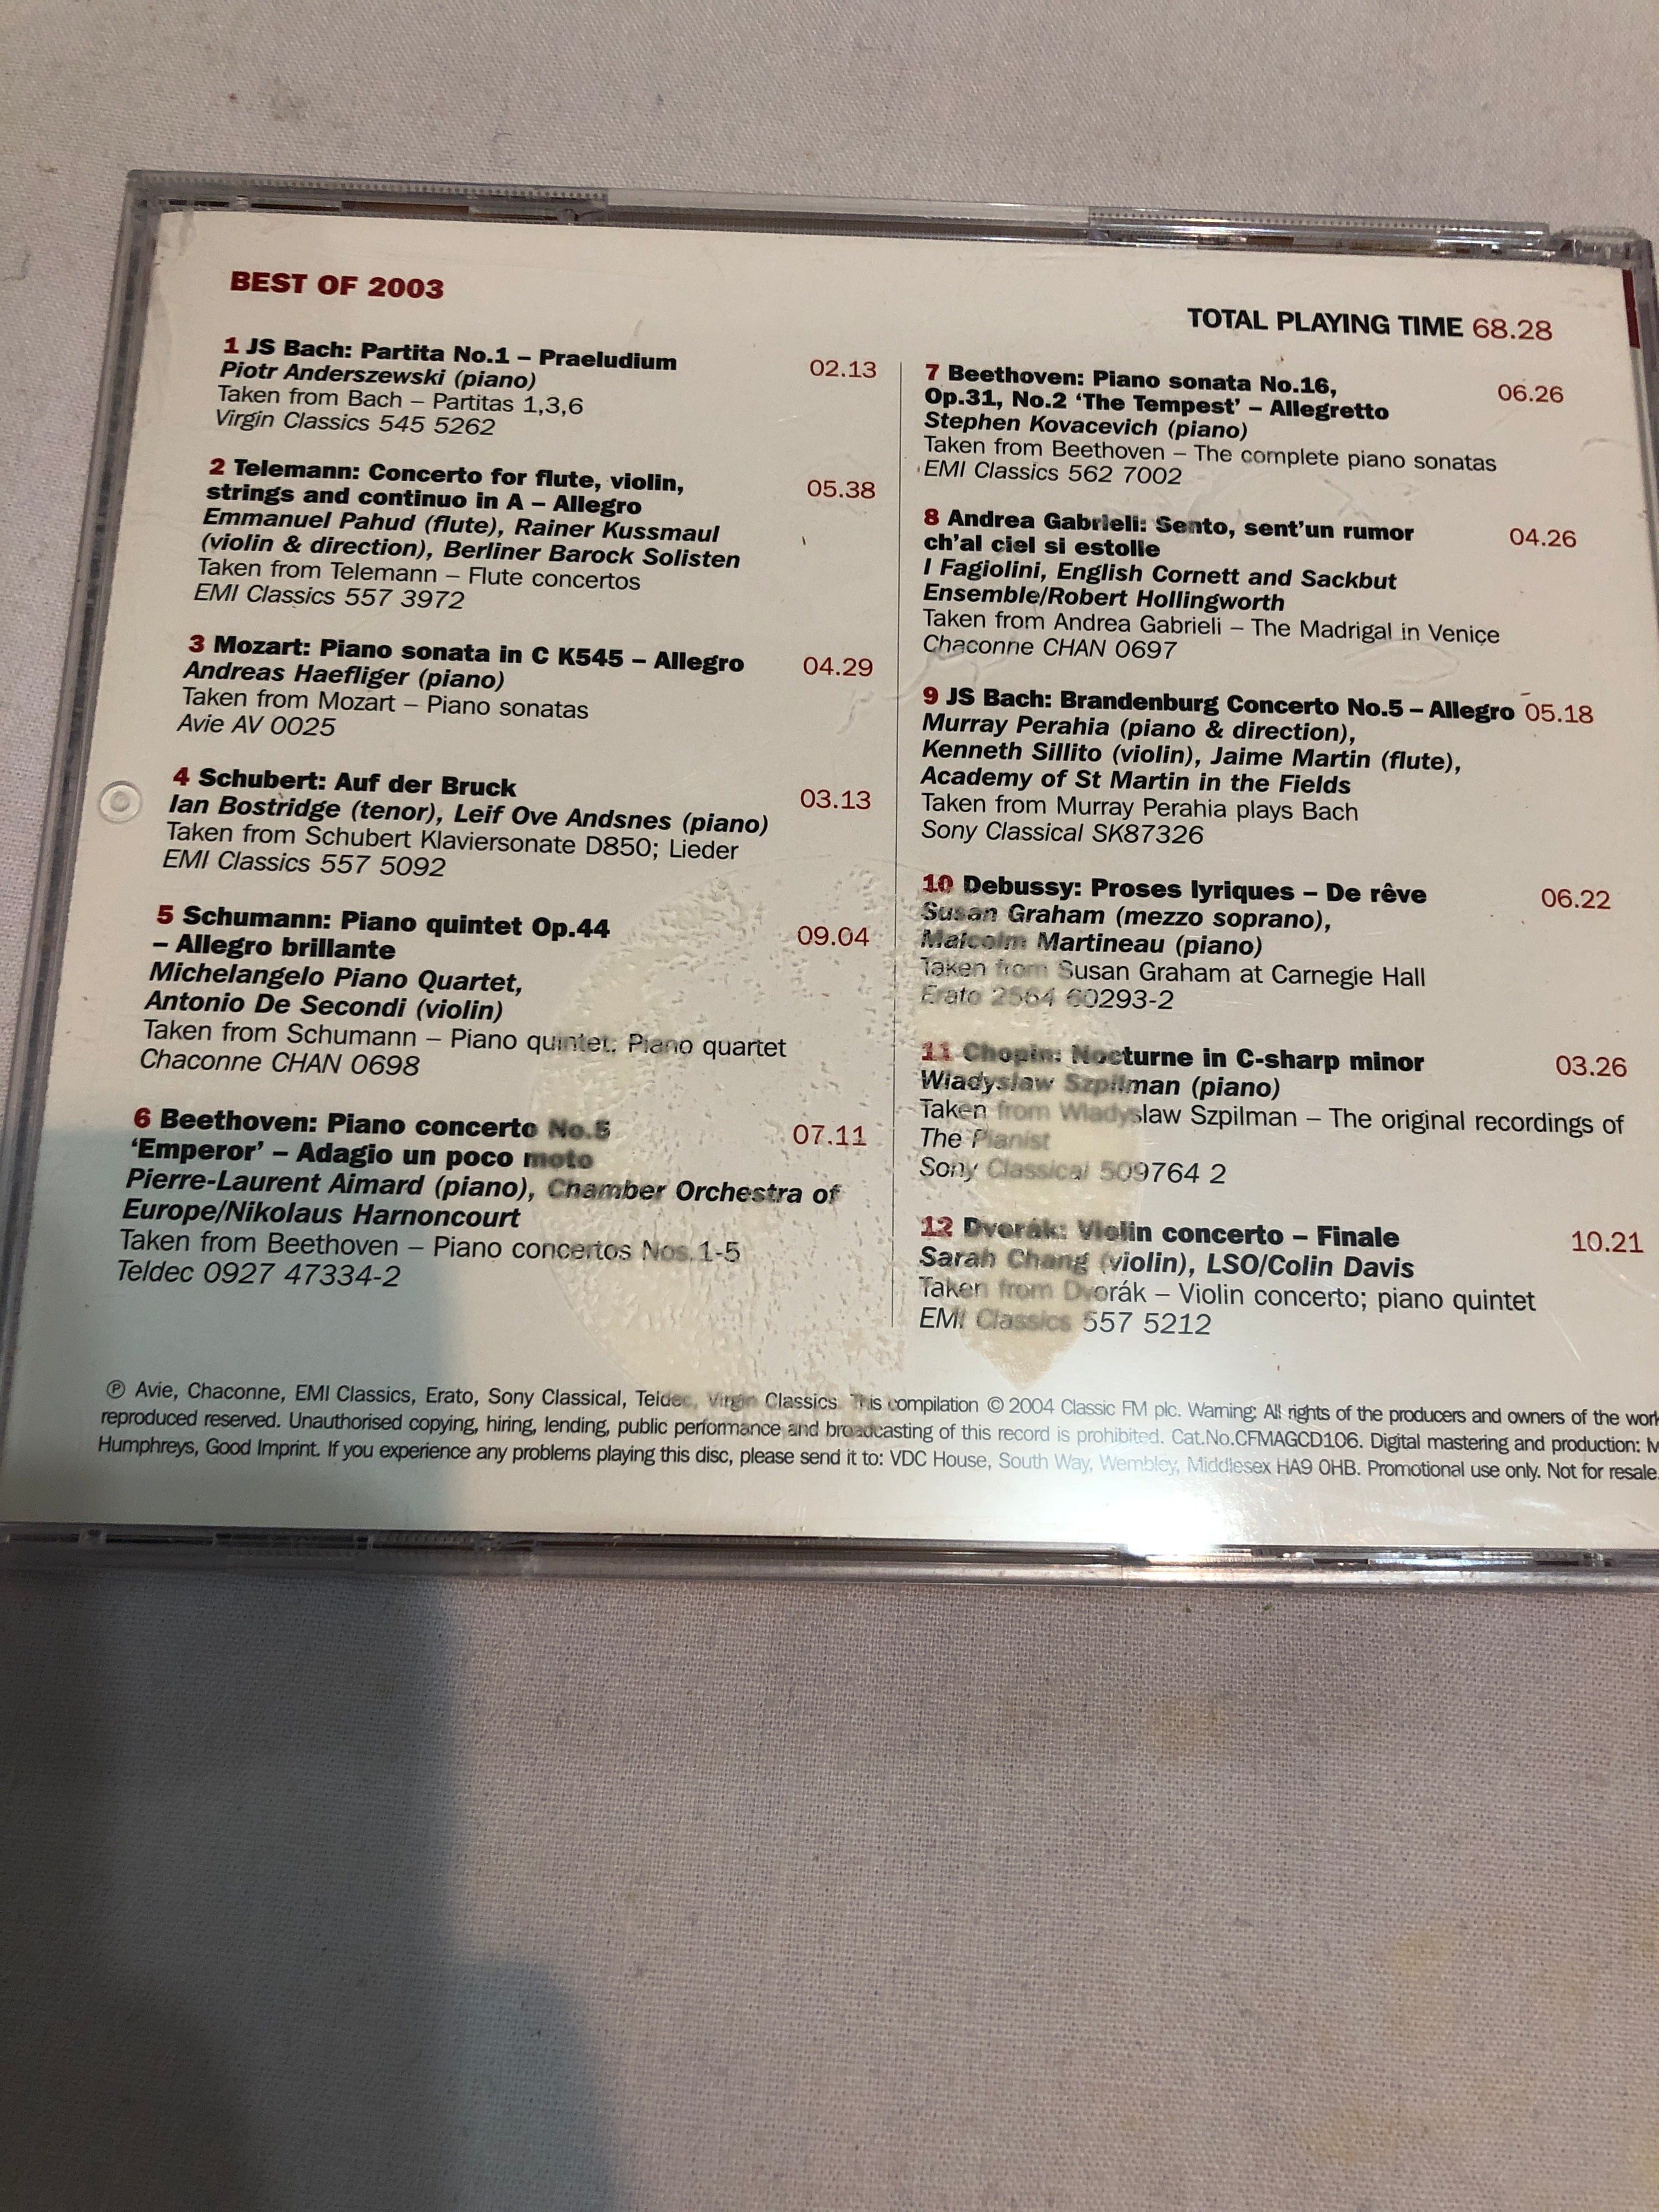 BEST OF 2003
TOTAL PLAYING TIME 68.28
1 JS Bach: Partita No.1 – Praeludium 02.13
Piotr Anderszewski (piano)
Taken from Bach – Partitas 1,3,6
Virgin Classics 545 5262
2 Telemann: Concerto for flute, violin, 05.38
strings and continuo in A – Allegro
Emmanuel Pahud (flute), Rainer Kussmaul
(violin & direction), Berliner Barock Solisten
Taken from Telemann – Flute concertos
EMI Classics 557 3972
3 Mozart: Piano sonata in C K545 – Allegro 04.29
Andreas Haefliger (piano)
Taken from Mozart – Piano sonatas
Avie AV 0025
4 Schubert: Auf der Bruck 03.13
Ian Bostridge (tenor), Leif Ove Andsnes (piano)
Taken from Schubert Klaviersonate D850; Lieder
EMI Classics 557 5092
5 Schumann: Piano quintet Op.44 09.04
– Allegro brillante
Michelangelo Piano Quartet,
Antonio De Secondi (violin)
Taken from Schumann – Piano quintet; Piano quartet
Chaconne CHAN 0698
6 Beethoven: Piano concerto No.5 07.11
‘Emperor’ – Adagio un poco moto
Pierre-Laurent Aimard (piano), Chamber Orchestra of
Europe/Nikolaus Harnoncourt
Taken from Beethoven – Piano concertos Nos.1-5
Teldec 0927 47334-2
7 Beethoven: Piano sonata No.16, 06.26
Op.31, No.2 ‘The Tempest’ – Allegretto
Stephen Kovacevich (piano)
Taken from Beethoven – The complete piano sonatas
EMI Classics 562 7002
8 Andrea Gabrieli: Sento, sent’un rumor 04.26
ch’al ciel si estolle
I Fagiolini, English Cornett and Sackbut
Ensemble/Robert Hollingworth
Taken from Andrea Gabrieli – The Madrigal in Venice
Chaconne CHAN 0697
9 JS Bach: Brandenburg Concerto No.5 – Allegro 05.18
Murray Perahia (piano & direction),
Kenneth Sillito (violin), Jaime Martin (flute),
Academy of St Martin in the Fields
Taken from Murray Perahia plays Bach
Sony Classical SK87326
10 Debussy: Proses lyriques – De rêve 06.22
Susan Graham (mezzo soprano),
Malcolm Martineau (piano)
Taken from Susan Graham at Carnegie Hall
Erato 2564 60293-2
11 Chopin: Nocturne in C-sharp minor 03.26
Wladyslaw Szpilman (piano)
Taken from Wladyslaw Szpilman – The original recordings of
The Pianist
Sony Classical 509764 2
12 Dvorák: Violin concerto – Finale 10.21
Sarah Chang (violin), LSO/Colin Davis
Taken from Dvorák – Violin concerto; piano quintet
EMI Classics 557 5212
℗ Avie, Chaconne, EMI Classics, Erato, Sony Classical, Teldec, Virgin Classics. This compilation © 2004 Classic FM plc. Warning: All rights of the producers and owners of the work
reproduced reserved. Unauthorised copying, hiring, lending, public performance and broadcasting of this record is prohibited. Cat.No.CFMAGCD106. Digital mastering and production:
Humphreys, Good Imprint. If you experience any problems playing this disc, please send it to: VDC House, South Way, Wembley, Middlesex HA9 0HB. Promotional use only. Not for resale.